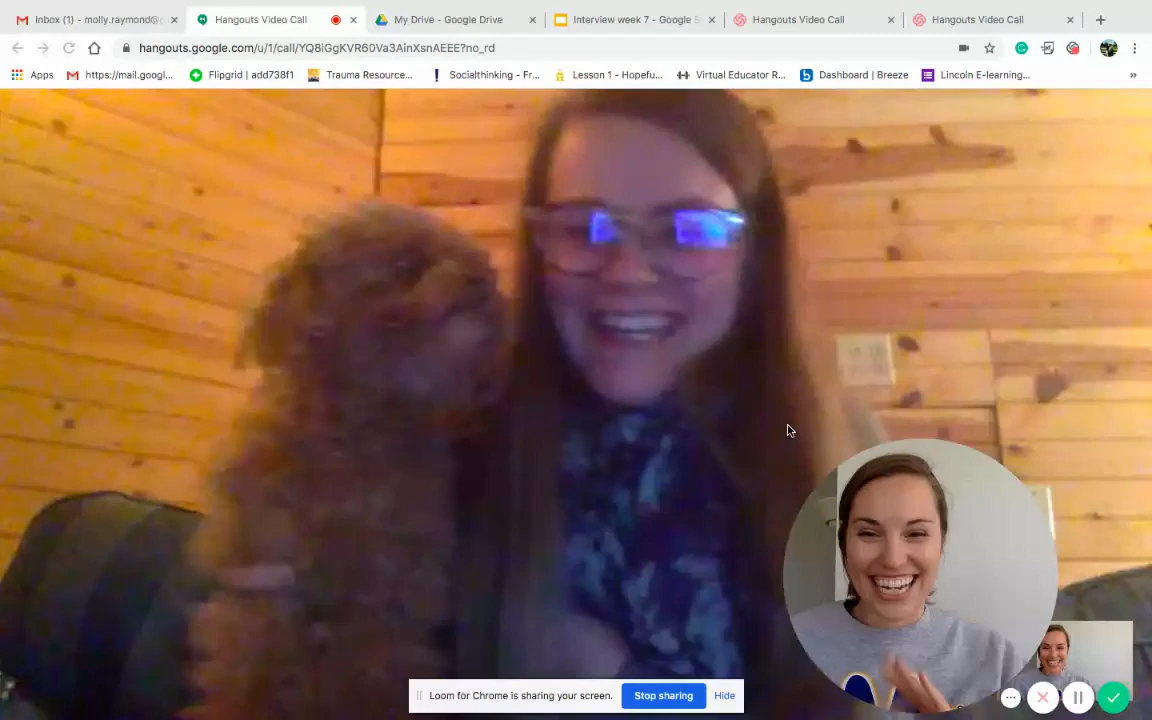 Inbox (1) - molly.raymond@
Hangouts Video Call
My Drive - Google Drive
Interview week 7 - Google S
Hangouts Video Call
Hangouts Video Call
hangouts.google.com/u/1/call/YQ8iGgKVR60Va3AinXsnAEEE?no_rd
Apps
https://mail.googl...
Flipgrid | add738f1
Trauma Resource...
Socialthinking - Fr...
Lesson 1 - Hopefu...
Virtual Educator R...
Dashboard | Breeze
Lincoln E-learning...
Loom for Chrome is sharing your screen.
Stop sharing
Hide